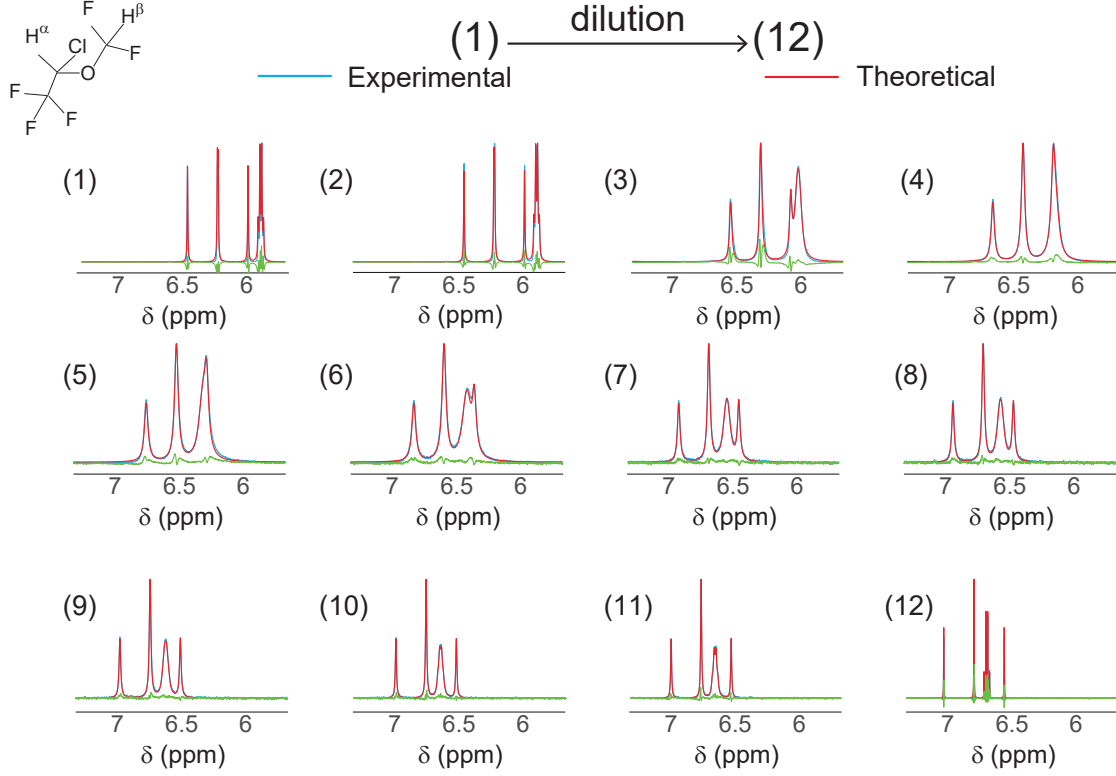 F H^β
H^α
Cl
F
O
F
F F
(1) dilution (12)
Experimental
Theoretical
(1) (2) (3) (4)
7 6.5 6 7 6.5 6 7 6.5 6 7 6.5 6
δ (ppm) δ (ppm) δ (ppm) δ (ppm)
(5) (6) (7) (8)
7 6.5 6 7 6.5 6 7 6.5 6 7 6.5 6
δ (ppm) δ (ppm) δ (ppm) δ (ppm)
(9) (10) (11) (12)
7 6.5 6 7 6.5 6 7 6.5 6 7 6.5 6
δ (ppm) δ (ppm) δ (ppm) δ (ppm)